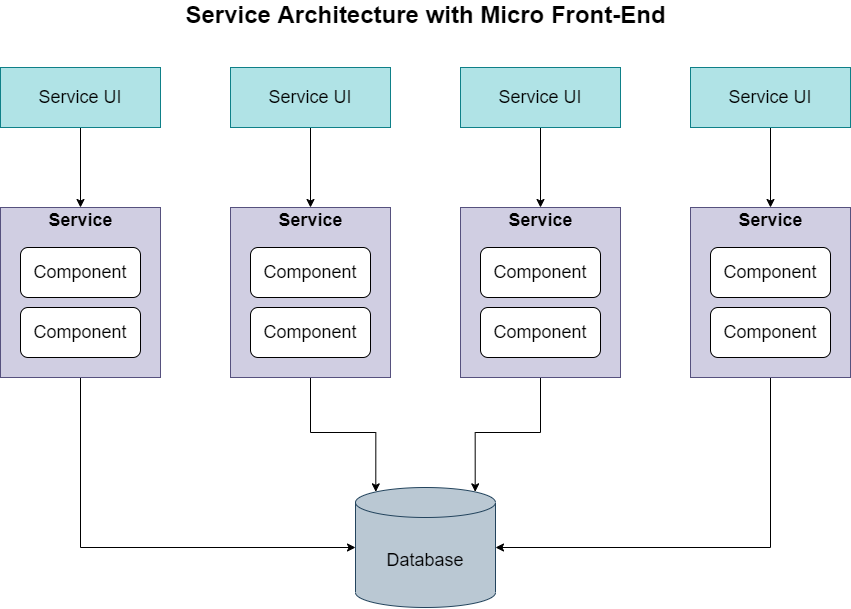 Service Architecture with Micro Front-End
Service UI
Service UI
Service UI
Service UI
Service
Service
Service
Service
Component
Component
Component
Component
Component
Component
Component
Component
Database